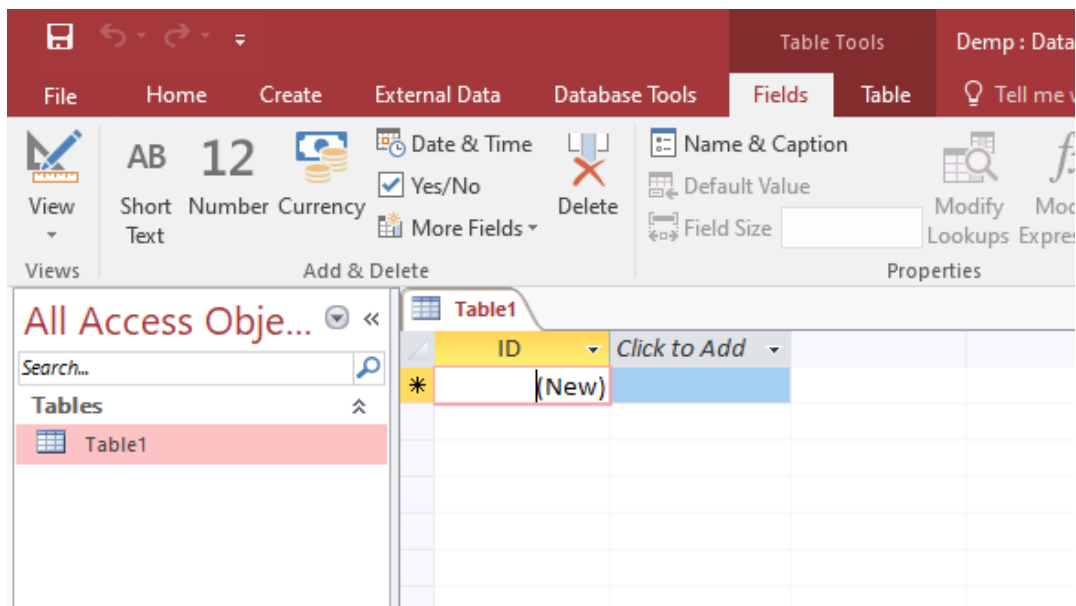 Table Tools
Demp : Data
File Home Create External Data Database Tools Fields Table Tell me
AB 12 Date & Time Name & Caption
Yes/No Default Value
View Short Text Number Currency More Fields Delete Field Size Modify Lookups
Views Add & Delete Properties
All Access Obje... «
Table1
Search...
ID Click to Add
(New)
Tables
Table1